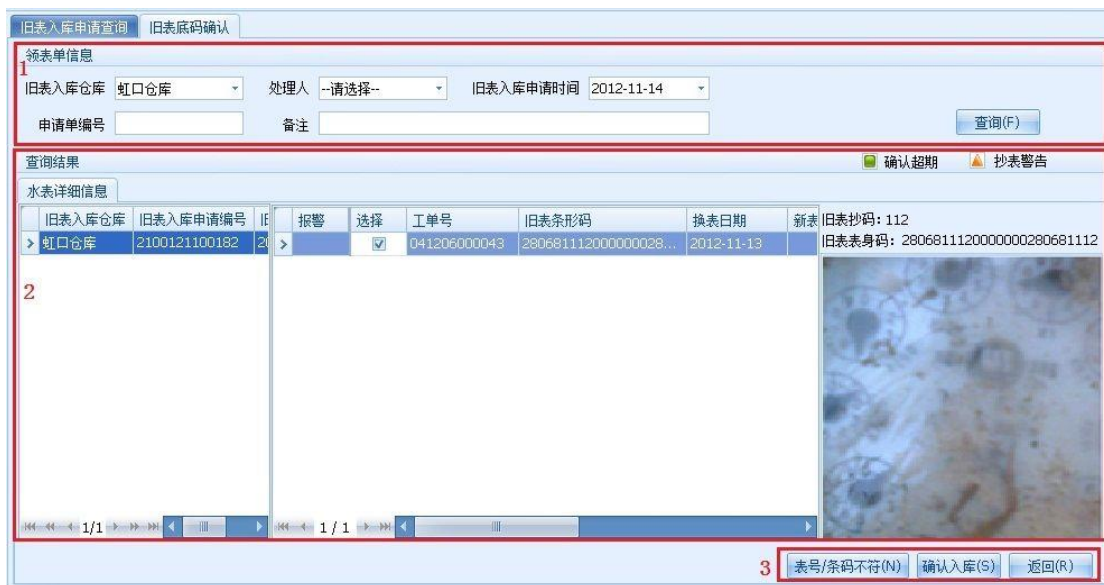 旧表入库申请查询 旧表底码确认
领表单信息
1
旧表入库仓库 虹口仓库 处理人 --请选择-- 旧表入库申请时间 2012-11-14
申请单编号 备注 查询(F)
查询结果 确认超期 抄表警告
水表详细信息
旧表入库仓库 旧表入库申请编号 报警 选择 工单号 旧表条形码 换表日期 新表 旧表抄码:112
虹口仓库 2100121100182 20 041206000043 280681112000000028... 2012-11-13 旧表表身码:2806811120000000280681112
2
1/1 1 / 1
3 表号/条码不符(N) 确认入库(S) 返回(R)